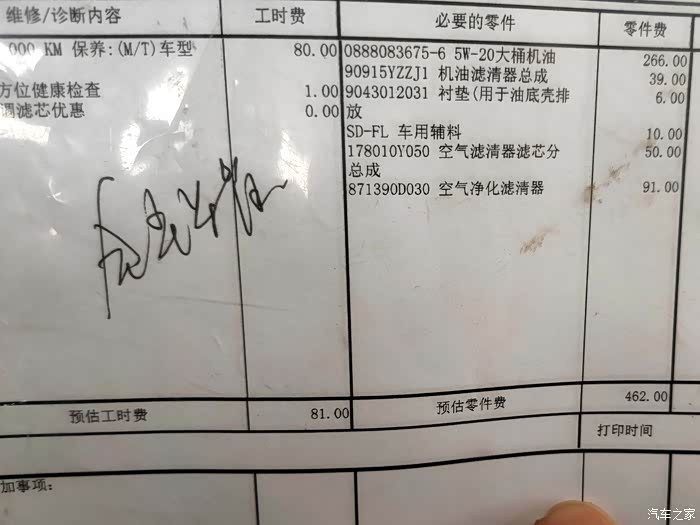 维修/诊断内容 工时费 必要的零件 零件费
000 KM 保养:(M/T)车型 80.00 0888083675-6 5W-20大桶机油 266.00
90915YZZJ1 机油滤清器总成 39.00
方位健康检查 1.00 9043012031 衬垫(用于油底壳排 6.00
调滤芯优惠 0.00 放
SD-FL 车用辅料 10.00
178010Y050 空气滤清器滤芯分 50.00
总成
871390D030 空气净化滤清器 91.00
预估工时费 81.00 预估零件费 462.00
打印时间
加事项:
汽车之家